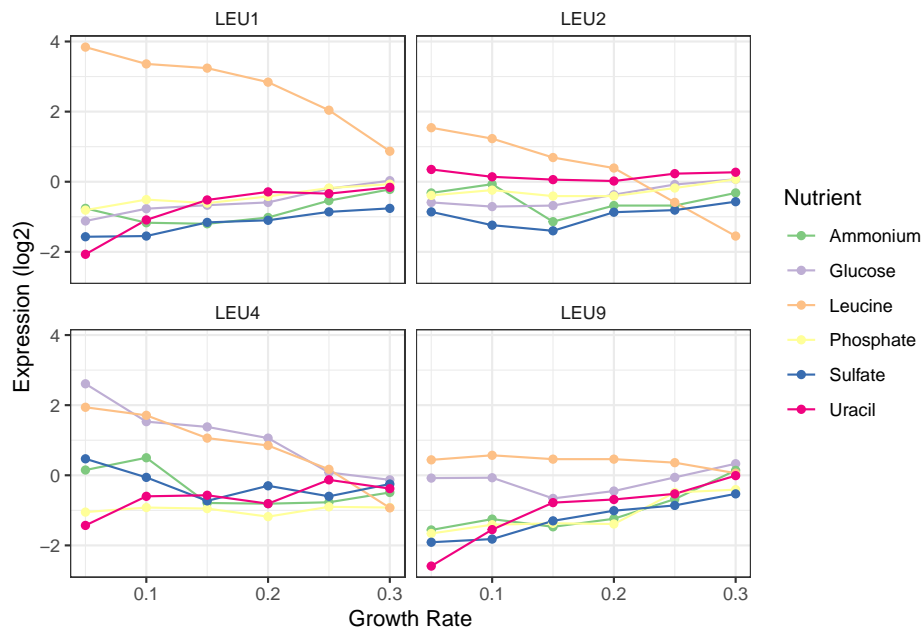 LEU1
LEU2
4
2
0
−2
LEU4
LEU9
4
2
0
−2
0.1
0.2
0.3
0.1
0.2
0.3
Growth Rate
Expression (log2)
Nutrient
Ammonium
Glucose
Leucine
Phosphate
Sulfate
Uracil